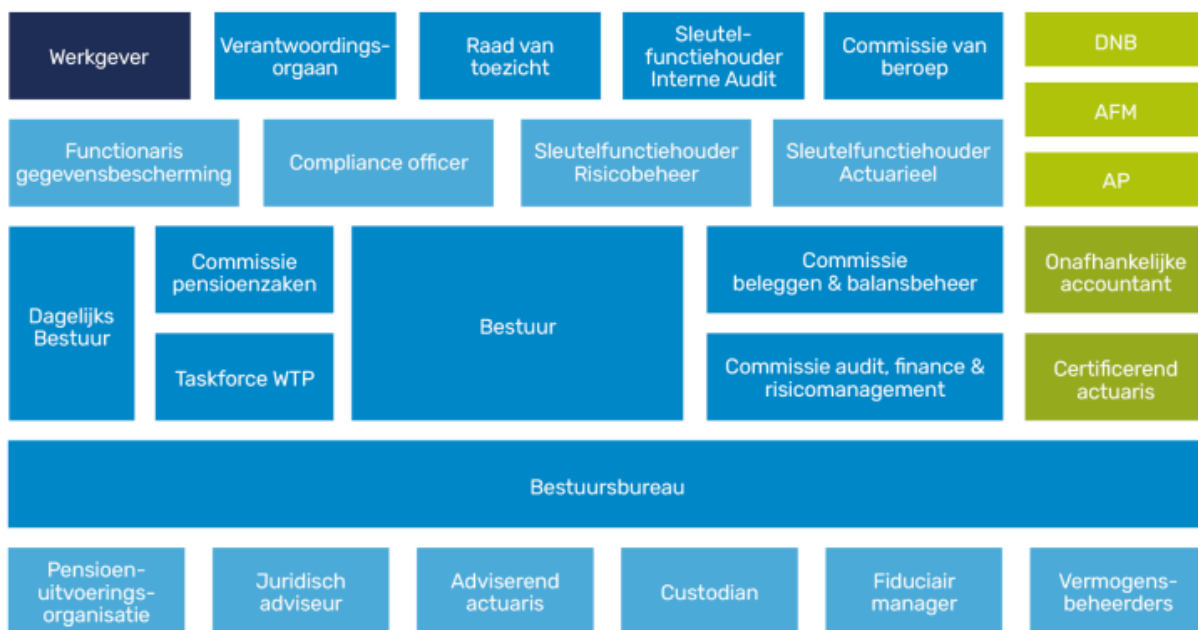 Werkgever
Verantwoordings-
orgaan
Raad van
toezicht
Sleutel-
functiehouder
Interne Audit
Commissie van
beroep
DNB
AFM
AP
Functionaris
gegevensbescherming
Compliance officer
Sleutelfunctiehouder
Risicobeheer
Sleutelfunctiehouder
Actuarieel
Dagelijks
Bestuur
Commissie
pensioenzaken
Taskforce WTP
Bestuur
Commissie
beleggen & balansbeheer
Commissie audit, finance &
risicomanagement
Onafhankelijke
accountant
Certificerend
actuaris
Bestuursbureau
Pensioen-
uitvoerings-
organisatie
Juridisch
adviseur
Adviserend
actuaris
Custodian
Fiduciair
manager
Vermogens-
beheerders